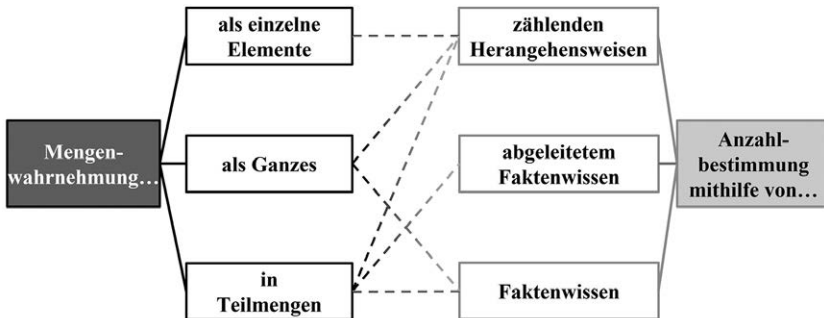 als einzelne
Elemente
zählenden
Herangehensweisen
Mengen-
wahrnehmung…
als Ganzes
abgeleitetem
Faktenwissen
Anzahl-
bestimmung
mithilfe von…
in
Teilmengen
Faktenwissen